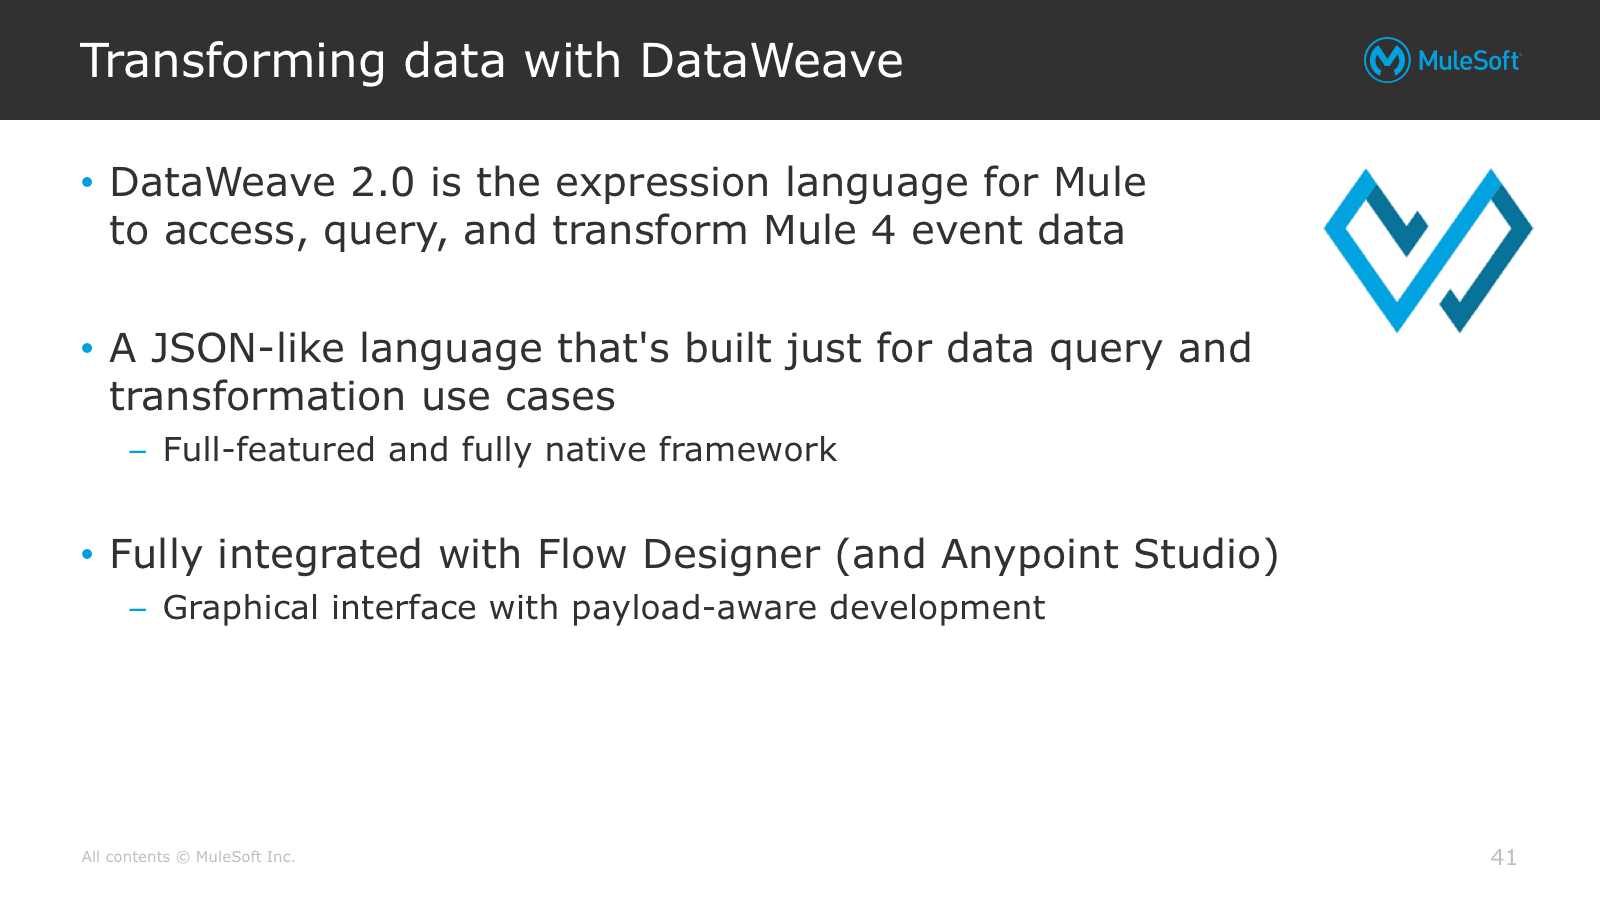 Transforming data with DataWeave
MuleSoft
• DataWeave 2.0 is the expression language for Mule
to access, query, and transform Mule 4 event data
• A JSON-like language that's built just for data query and
transformation use cases
– Full-featured and fully native framework
• Fully integrated with Flow Designer (and Anypoint Studio)
– Graphical interface with payload-aware development
All contents © MuleSoft Inc.
41